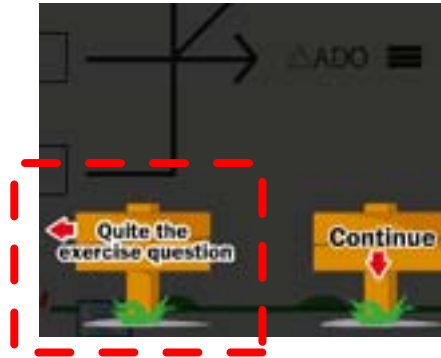 △ADO ≡
Quite the
exercise question
Continue